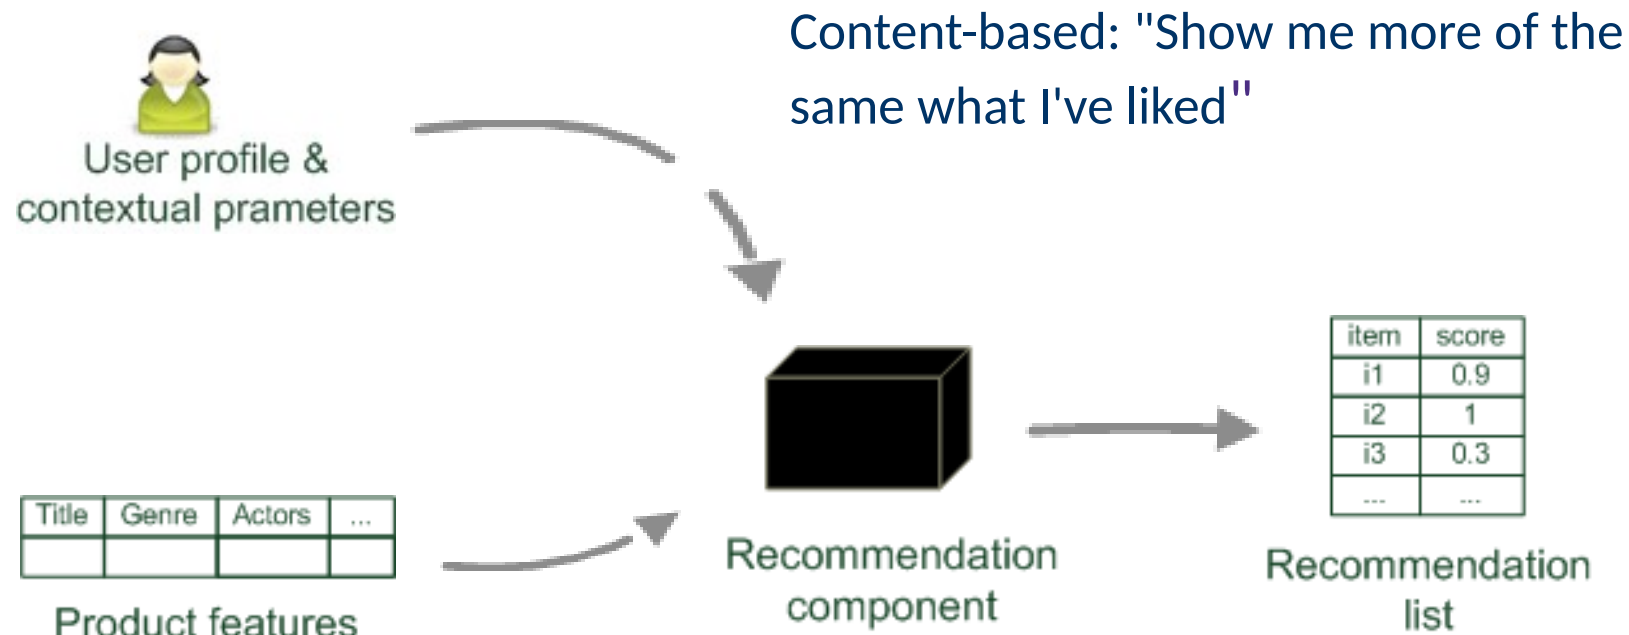 Content-based: "Show me more of the
same what I've liked"
User profile &
contextual prameters
item score
i1 0.9
i2 1
i3 0.3
... ...
Title Genre Actors ...
Product features
Recommendation
component
Recommendation
list